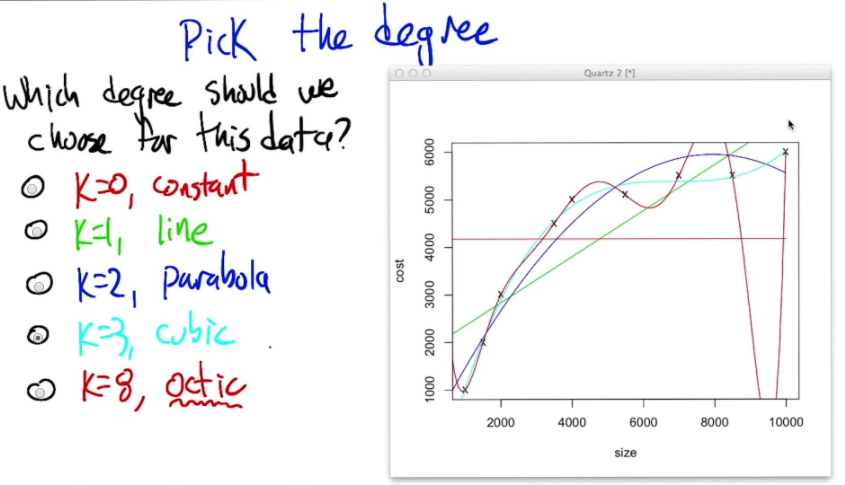 Pick the degree
Which degree should we
choose for this data?
K=0, constant
K=1, line
K=2, parabola
K=3, cubic
K=8, octic
Quartz 2 [*]
6000
5000
4000
3000
2000
1000
cost
2000 4000 6000 8000 10000
size